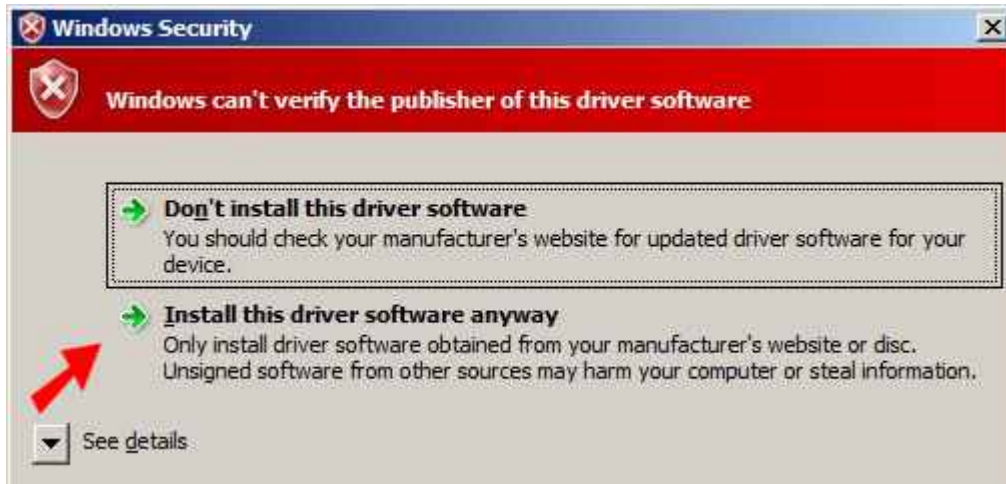 Windows Security
Windows can't verify the publisher of this driver software
Don't install this driver software
You should check your manufacturer's website for updated driver software for your
device.
Install this driver software anyway
Only install driver software obtained from your manufacturer's website or disc.
Unsigned software from other sources may harm your computer or steal information.
See details